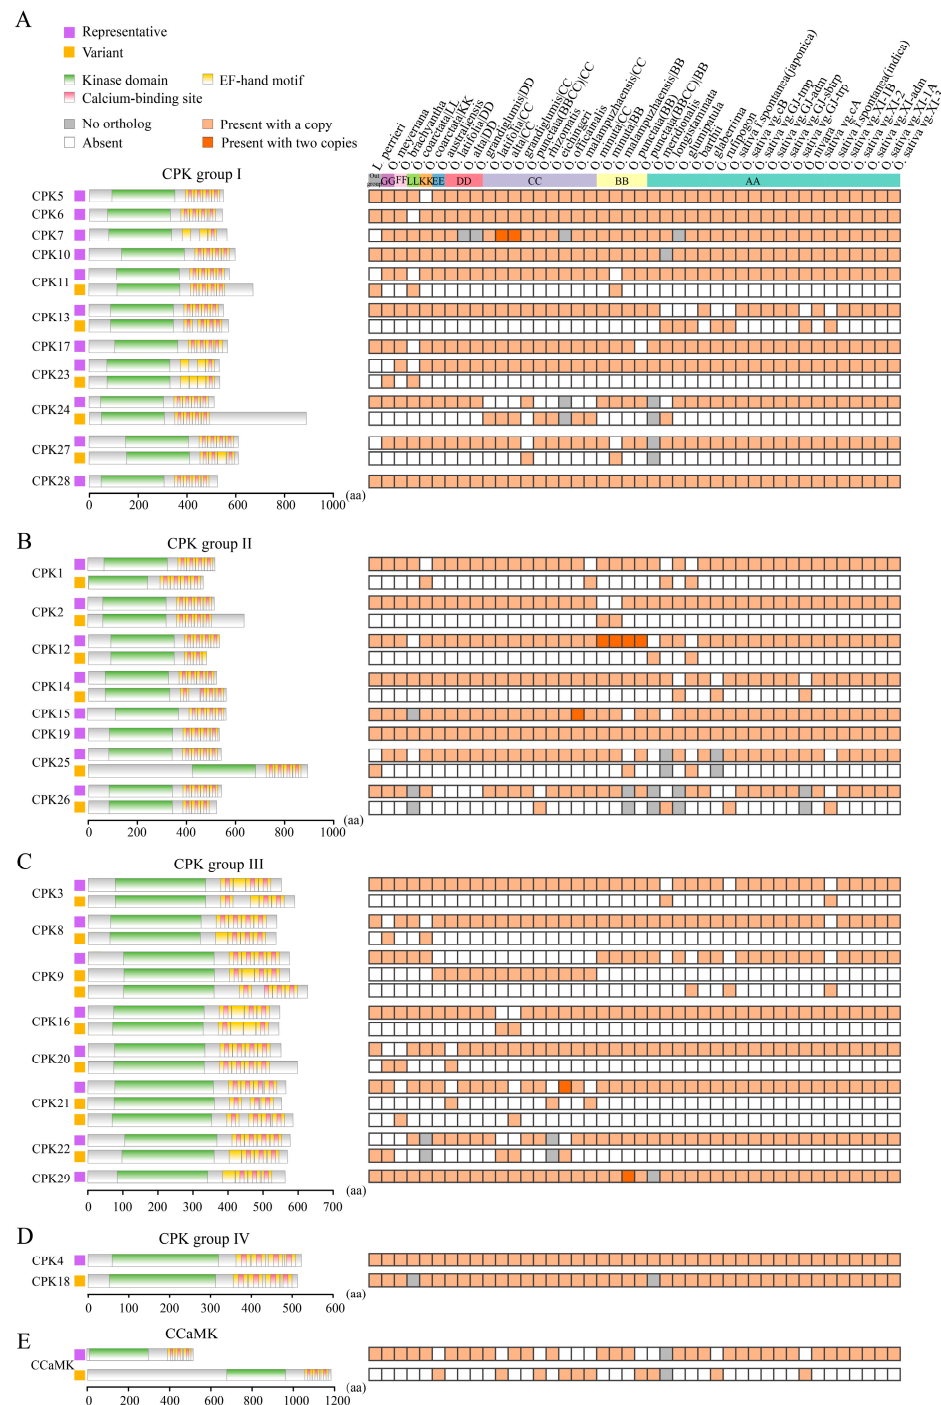 A
Representative
Variant
Kinase domain
EF-hand motif
Calcium-binding site
No ortholog
Present with a copy
Absent
Present with two copies
CPK group I
L. perrieri
O. meyeriana
O. brachyantha
O. coarctata|LL
O. coarctata|KK
O. australiensis
O. latifolia|DD
O. alta|DD
O. grandiglumis|DD
O. latifolia|CC
O. alta|CC
O. grandiglumis|CC
O. punctata(BBCC)|CC
O. rhizomatis
O. eichingeri
O. officinalis
O. malampuzhaensis|CC
O. minuta|CC
O. minuta|BB
O. malampuzhaensis|BB
O. punctata(BB)
O. punctata(BBCC)|BB
O. meridionalis
O. longistaminata
O. glumipatula
O. barthii
O. glaberrima
O. rufipogon
O. sativa f. spontanea(japonica)
O. sativa vg.cB
O. sativa vg.GJ-tmp
O. sativa vg.GJ-adm
O. sativa vg.GJ-sbtrp
O. sativa vg.GJ-trp
O. nivara
O. sativa vg.cA
O. sativa f.spontanea(indica)
O. sativa vg.XI-1B
O. sativa vg.XI-2
O. sativa vg.XI-adm
O. sativa vg.XI-1A
O. sativa vg.XI-3
Out group
GG
FF
LL
KK
EE
DD
CC
BB
AA
CPK5
CPK6
CPK7
CPK10
CPK11
CPK13
CPK17
CPK23
CPK24
CPK27
CPK28
0 200 400 600 800 1000 (aa)
B
CPK group II
CPK1
CPK2
CPK12
CPK14
CPK15
CPK19
CPK25
CPK26
0 200 400 600 800 1000 (aa)
C
CPK group III
CPK3
CPK8
CPK9
CPK16
CPK20
CPK21
CPK22
CPK29
0 100 200 300 400 500 600 700 (aa)
D
CPK group IV
CPK4
CPK18
0 100 200 300 400 500 600 (aa)
E
CCaMK
CCaMK
0 200 400 600 800 1000 1200 (aa)